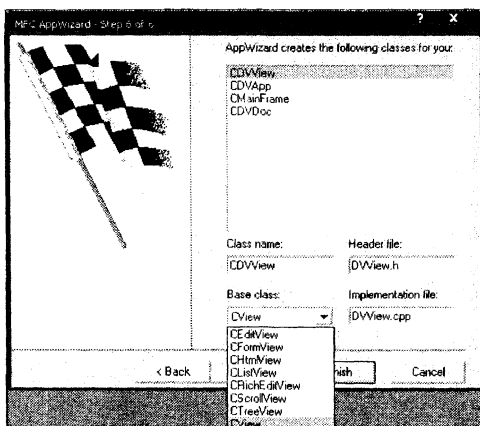 MFC AppWizard - Step 6 of 6
? X
AppWizard creates the following classes for you:
CDVView
CDVApp
CMainFrame
CDVDoc
Class name:
Header file:
CDVView
DVView.h
Base class:
Implementation file:
CView
DVView.cpp
CEditView
CFormView
CHtmlView
CListView
CRichEditView
CScrollView
CTreeView
CView
< Back
nish
Cancel